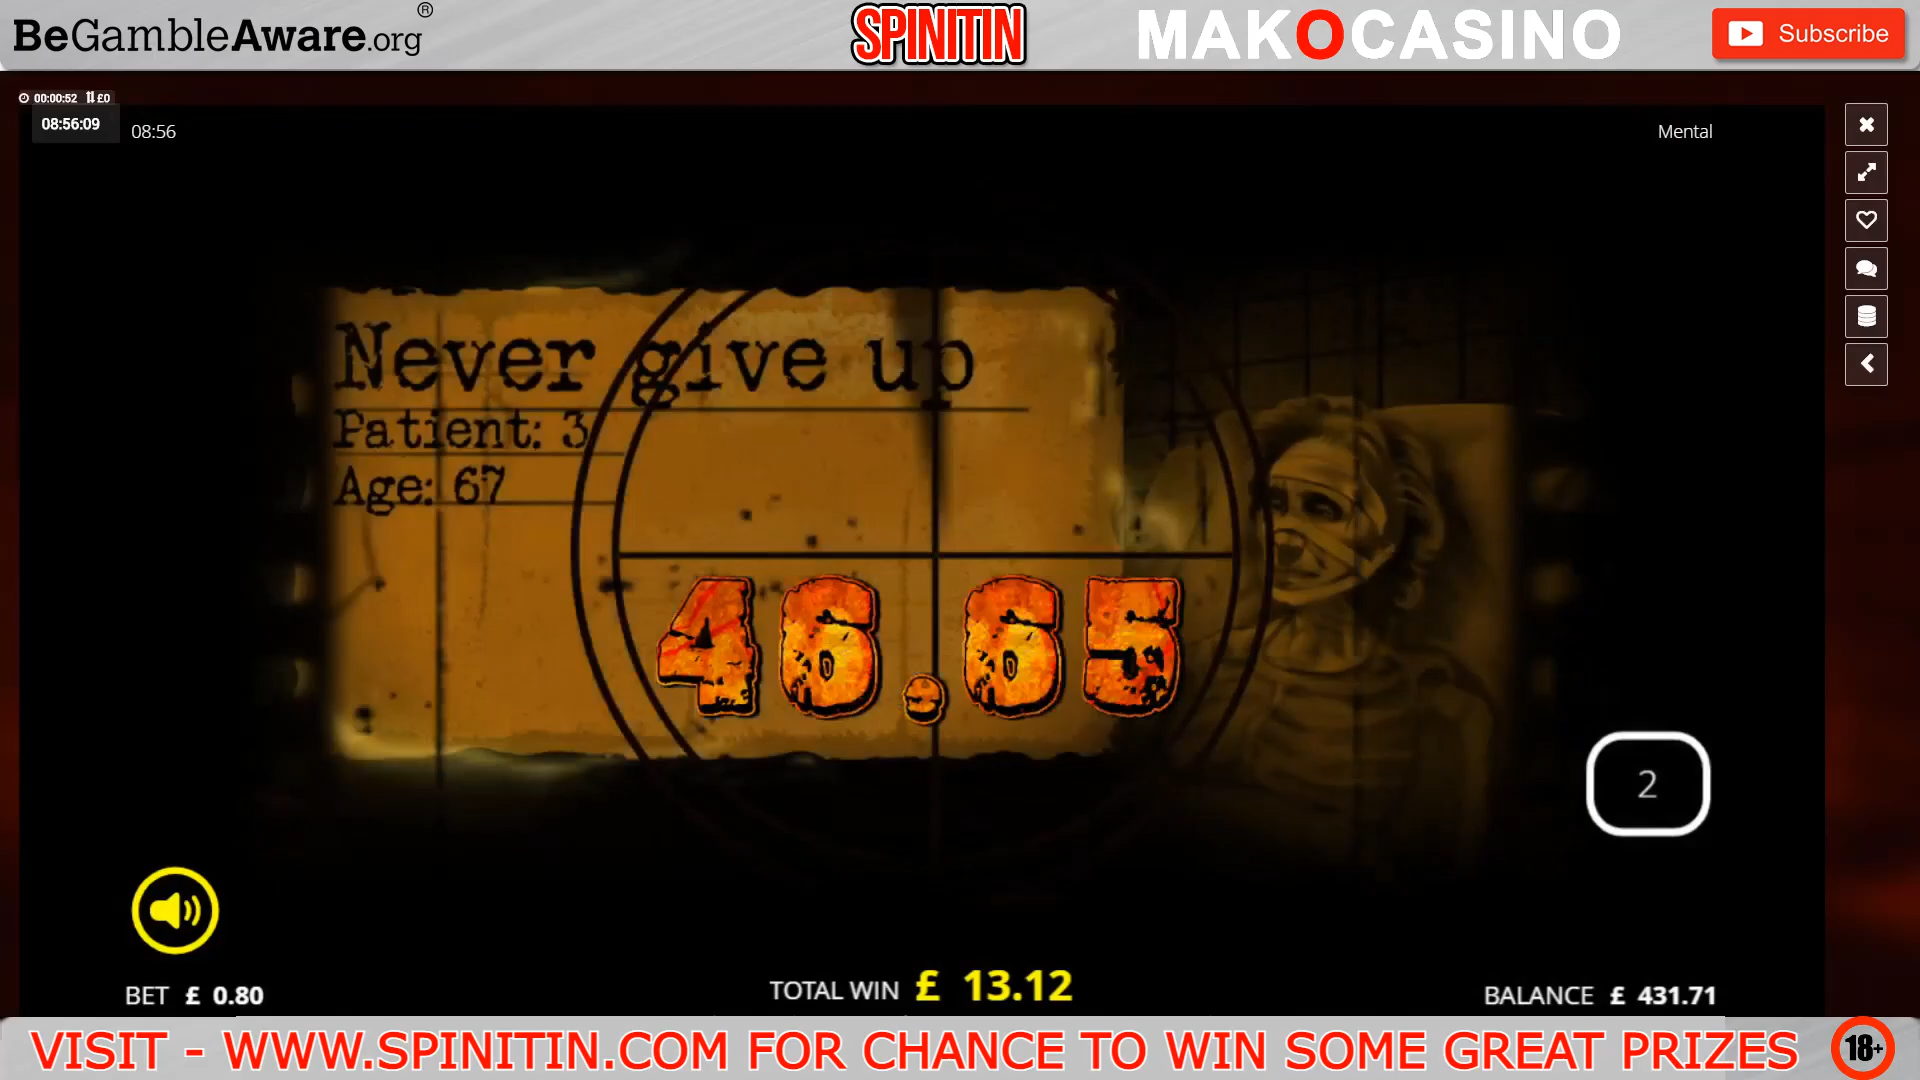 BeGambleAware.org®
SPINITIN
MAKOCASINO
Subscribe
00:00:52 £0
08:56:09
08:56
Mental
Never give up
Patient: 3
Age: 67
46.65
2
BET £ 0.80
TOTAL WIN £ 13.12
BALANCE £ 431.71
VISIT - WWW.SPINITIN.COM FOR CHANCE TO WIN SOME GREAT PRIZES
18+